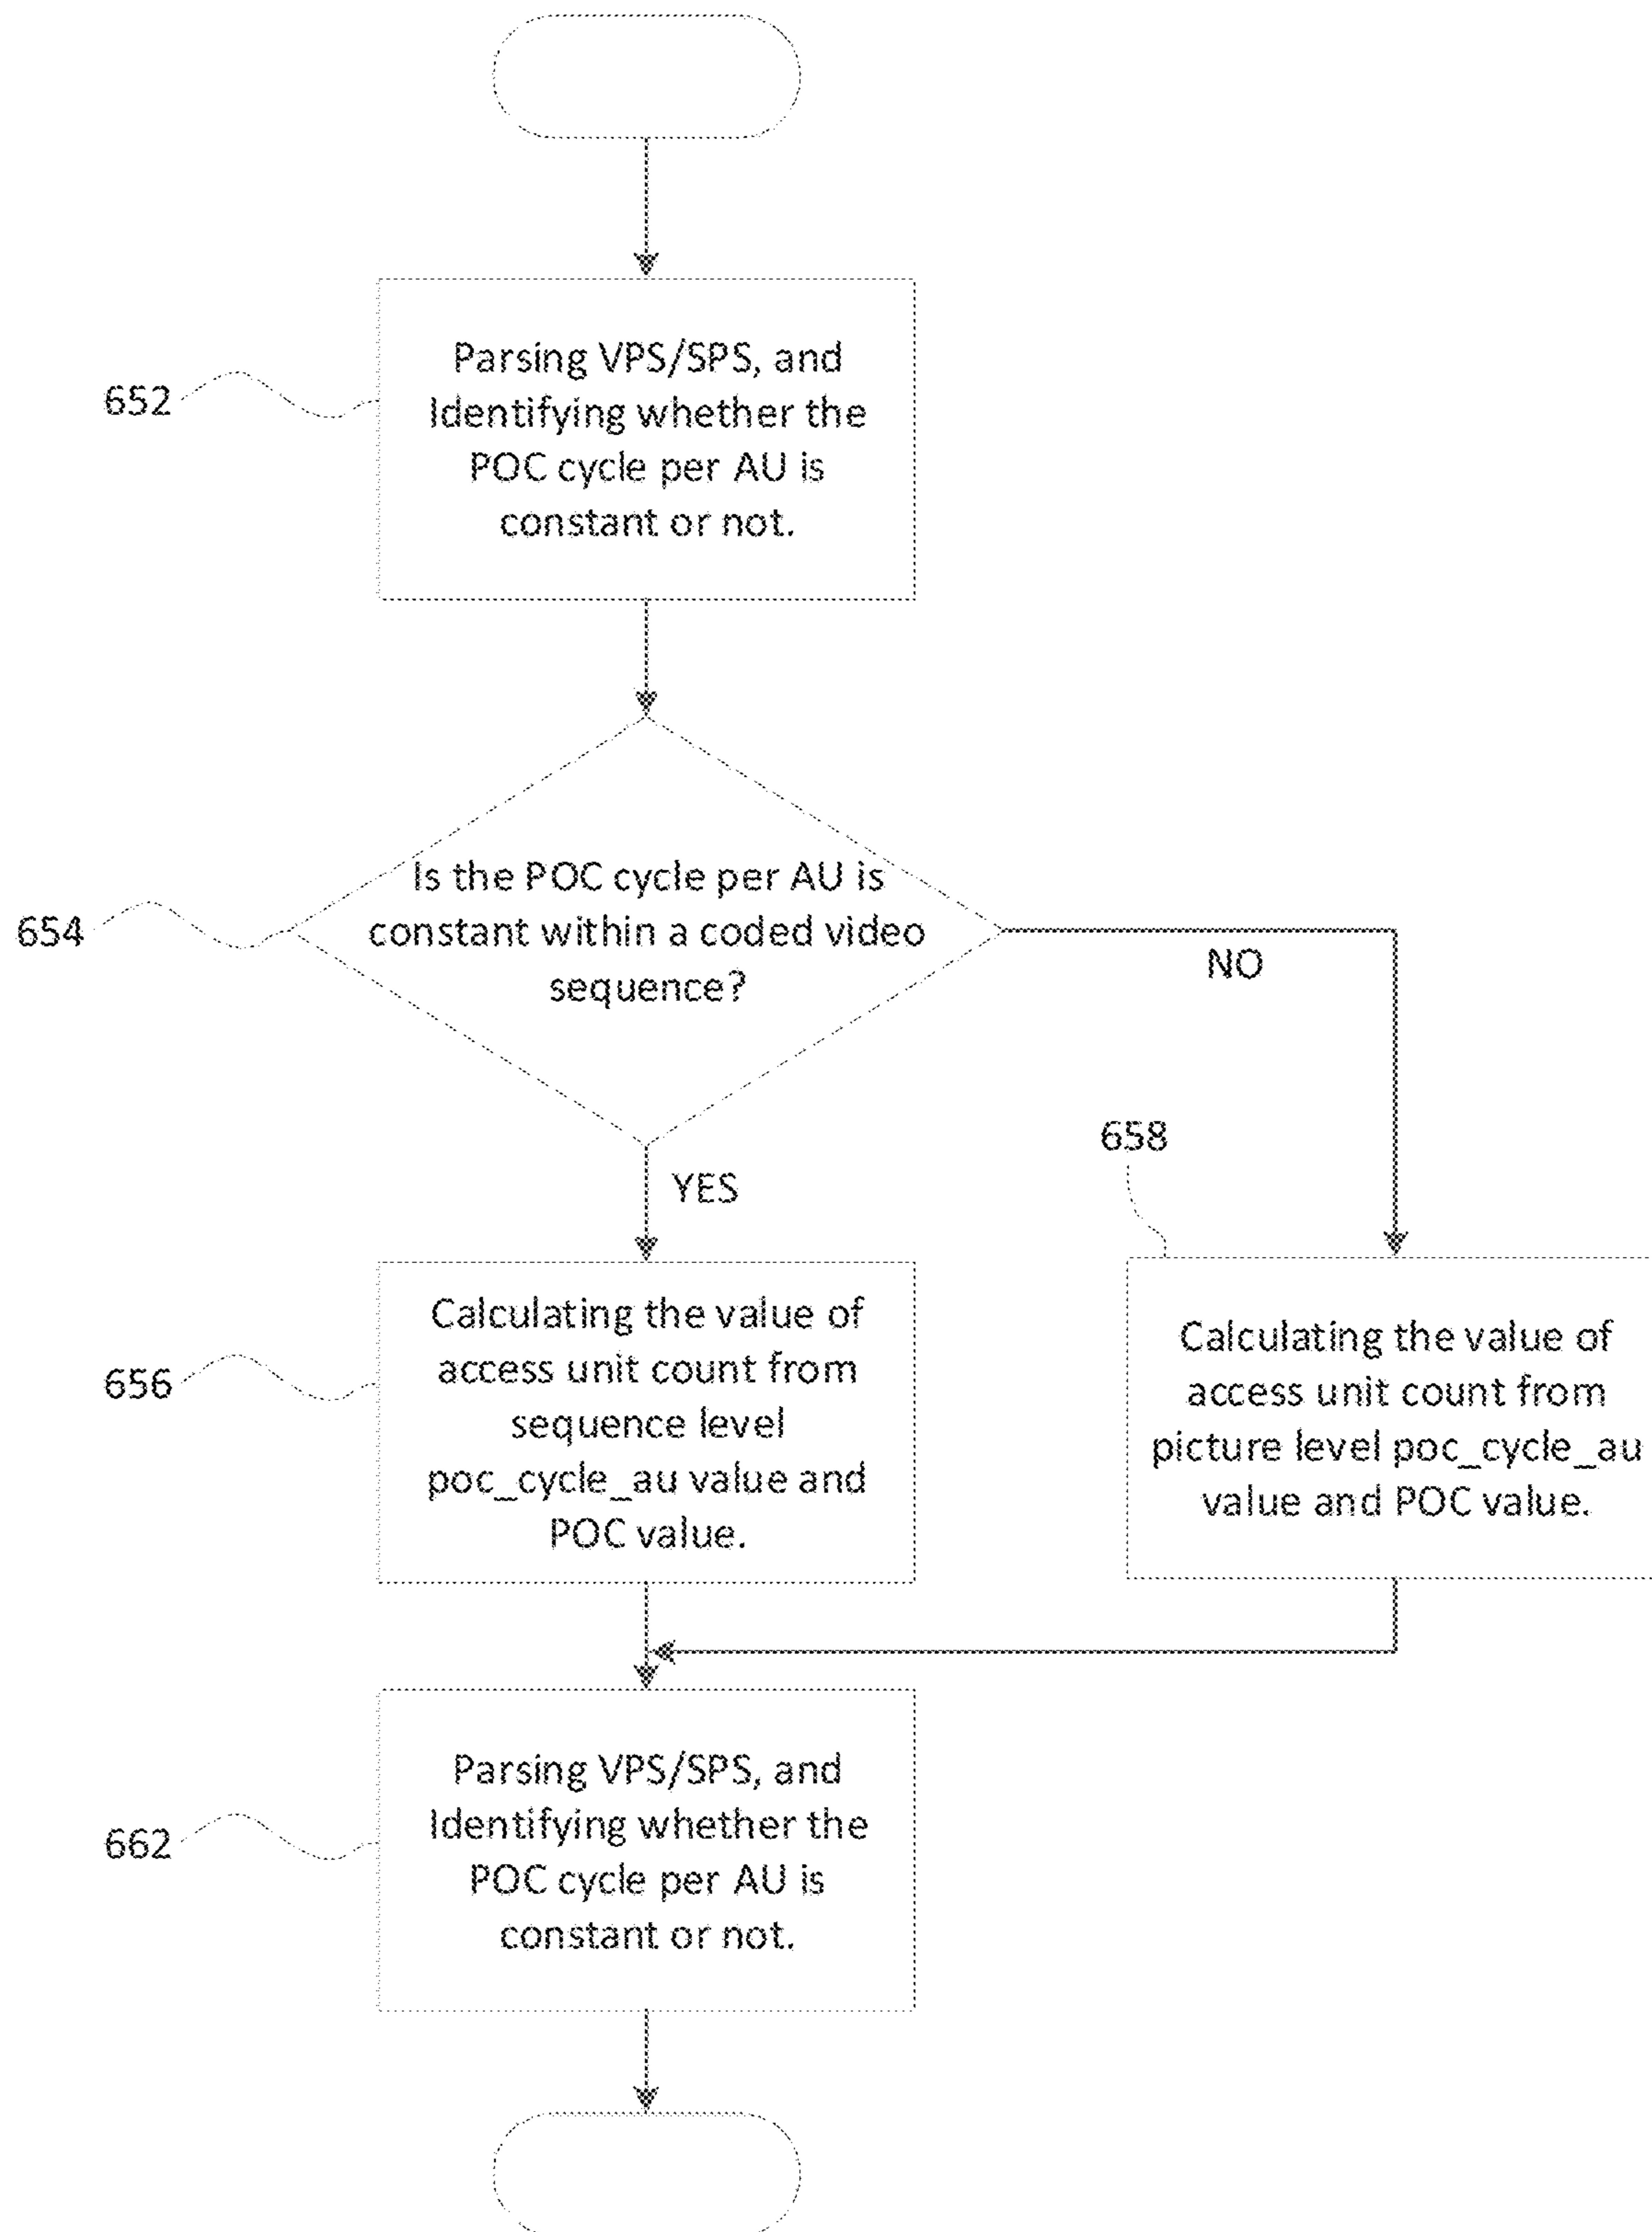 652
Parsing VPS/SPS, and
Identifying whether the
POC cycle per AU is
constant or not.
654
Is the POC cycle per AU is
constant within a coded video
sequence?
NO
YES
658
656
Calculating the value of
access unit count from
sequence level
poc_cycle_au value and
POC value.
Calculating the value of
access unit count from
picture level poc_cycle_au
value and POC value.
662
Parsing VPS/SPS, and
Identifying whether the
POC cycle per AU is
constant or not.